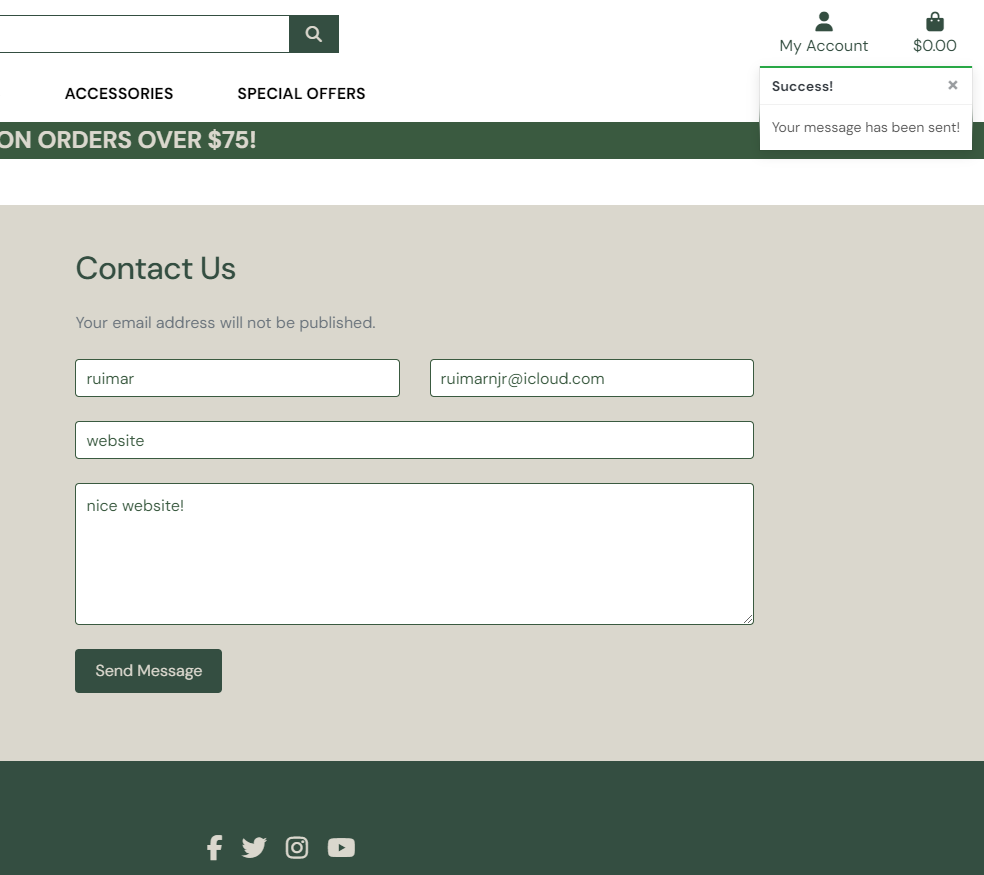 My Account
$0.00
ACCESSORIES
SPECIAL OFFERS
Success!
×
Your message has been sent!
ON ORDERS OVER $75!
Contact Us
Your email address will not be published.
ruimar
ruimarnjr@icloud.com
website
nice website!
Send Message